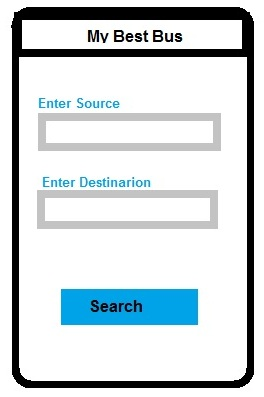 My Best Bus
Enter Source
Enter Destinarion
Search